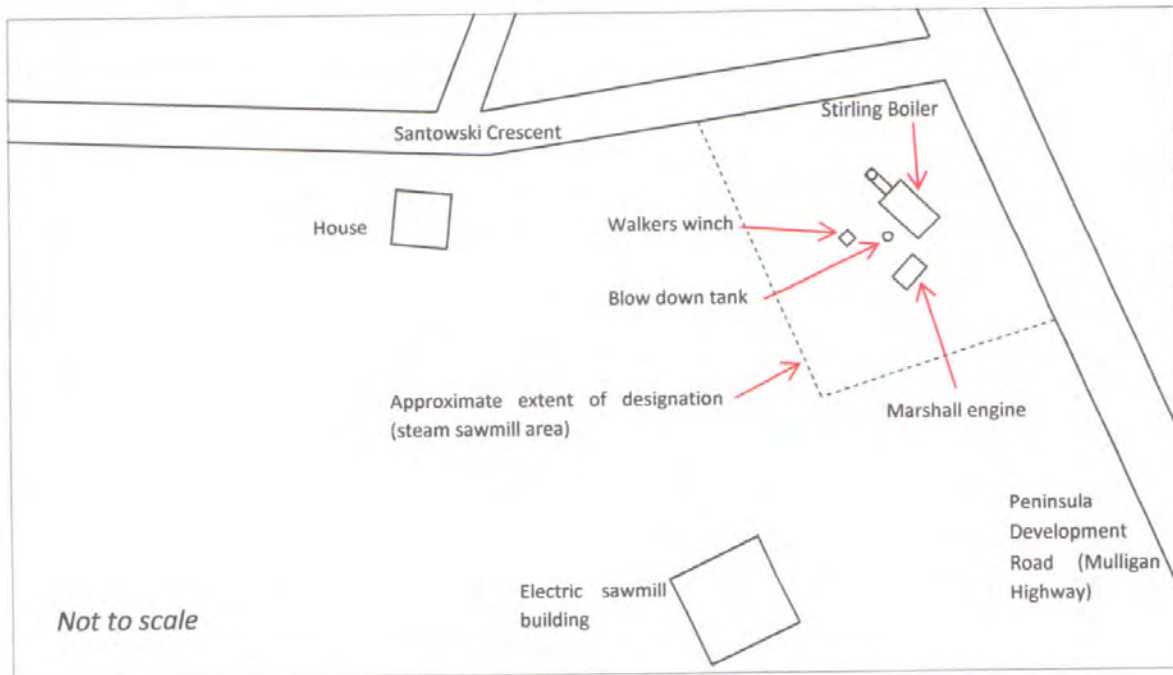 Stirling Boiler
Santowski Crescent
House
Walkers winch
Blow down tank
Approximate extent of designation
(steam sawmill area)
Marshall engine
Peninsula
Development
Road (Mulligan
Highway)
Electric sawmill
building
Not to scale